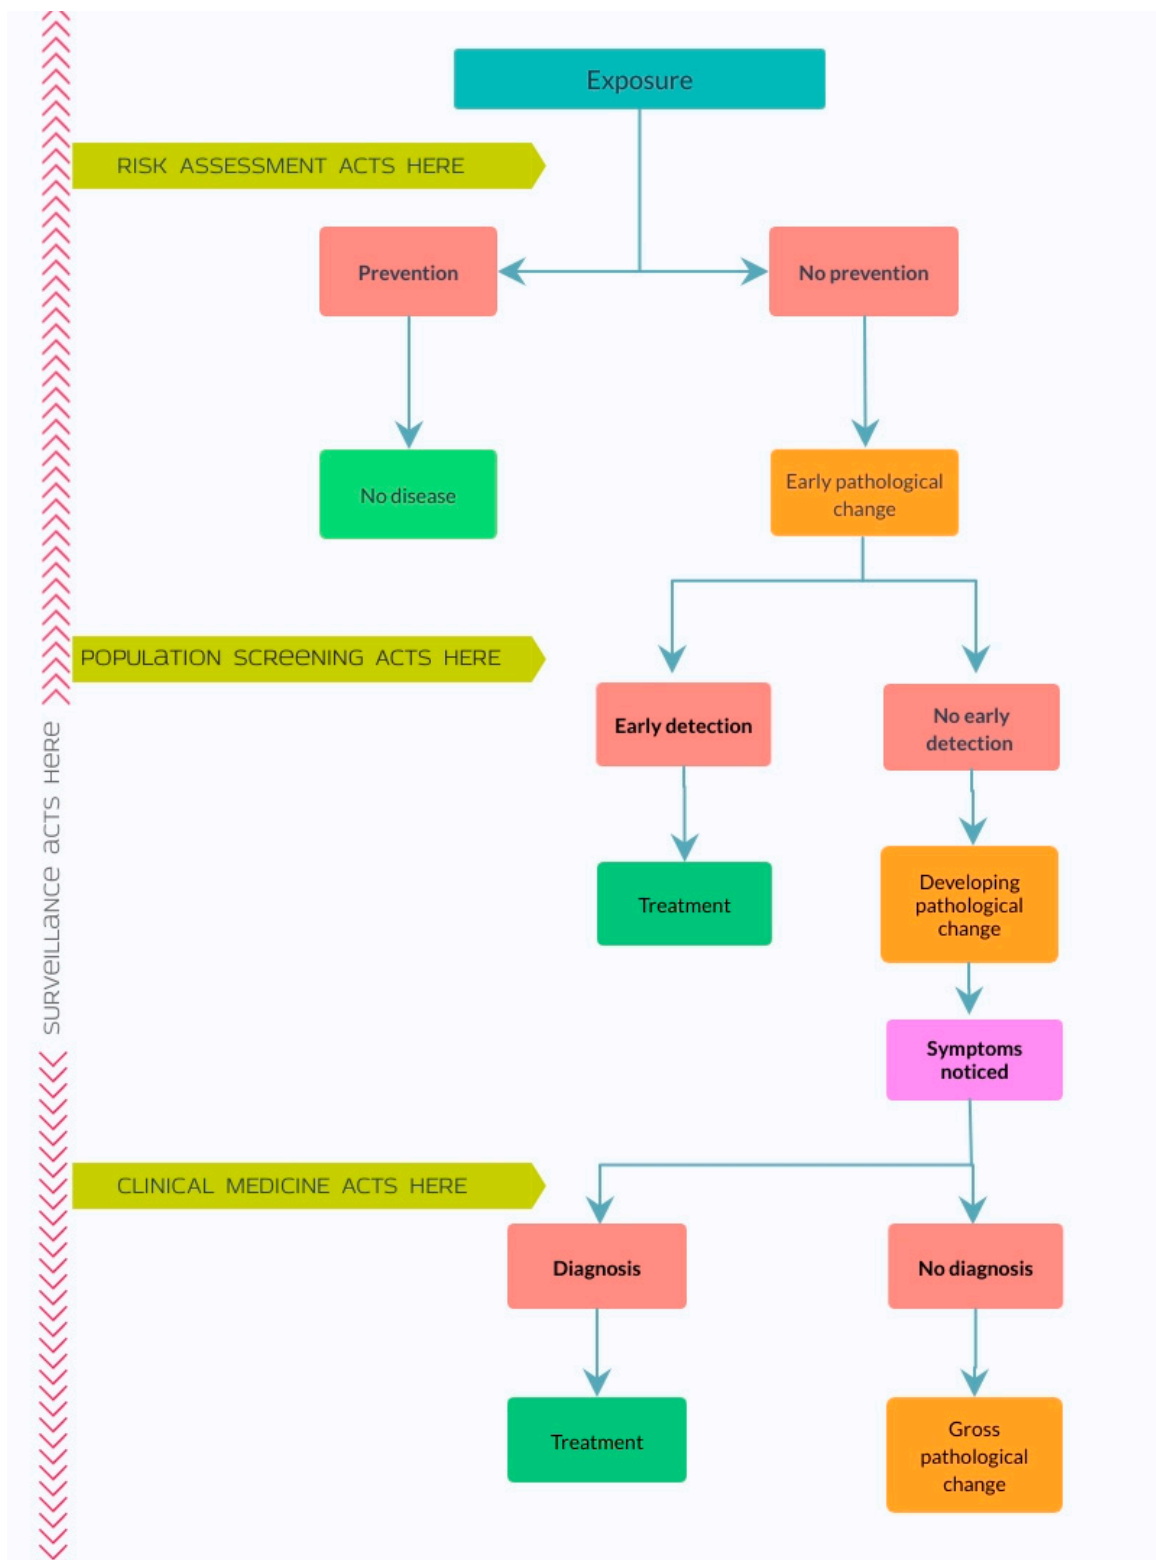 Exposure
RISK ASSESSMENT ACTS HERE
Prevention
No prevention
No disease
Early pathological
change
POPULaTION SCReeNING ACTS HeRe
Early detection
No early
detection
SURVeILLaNCe aCTS HeRe
Treatment
Developing
pathological
change
Symptoms
noticed
CLINICAL MEDICINE ACTS HERE
Diagnosis
No diagnosis
Treatment
Gross
pathological
change